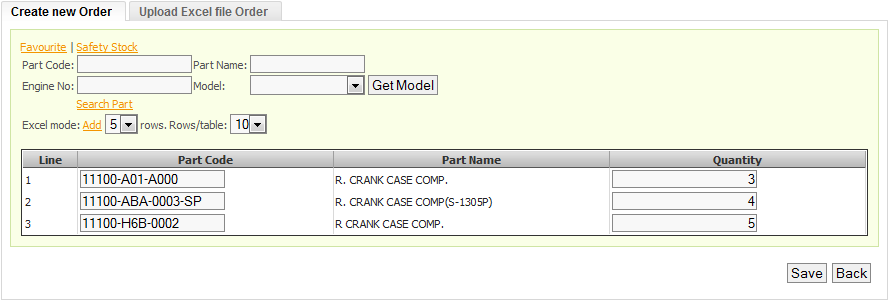 Create new Order Upload Excel file Order
Favourite | Safety Stock
Part Code: Part Name:
Engine No: Model: Get Model
Search Part
Excel mode: Add 5 rows. Rows/table: 10
Line Part Code Part Name Quantity
1 11100-A01-A000 R. CRANK CASE COMP. 3
2 11100-ABA-0003-SP R. CRANK CASE COMP(S-1305P) 4
3 11100-H6B-0002 R CRANK CASE COMP. 5
Save Back